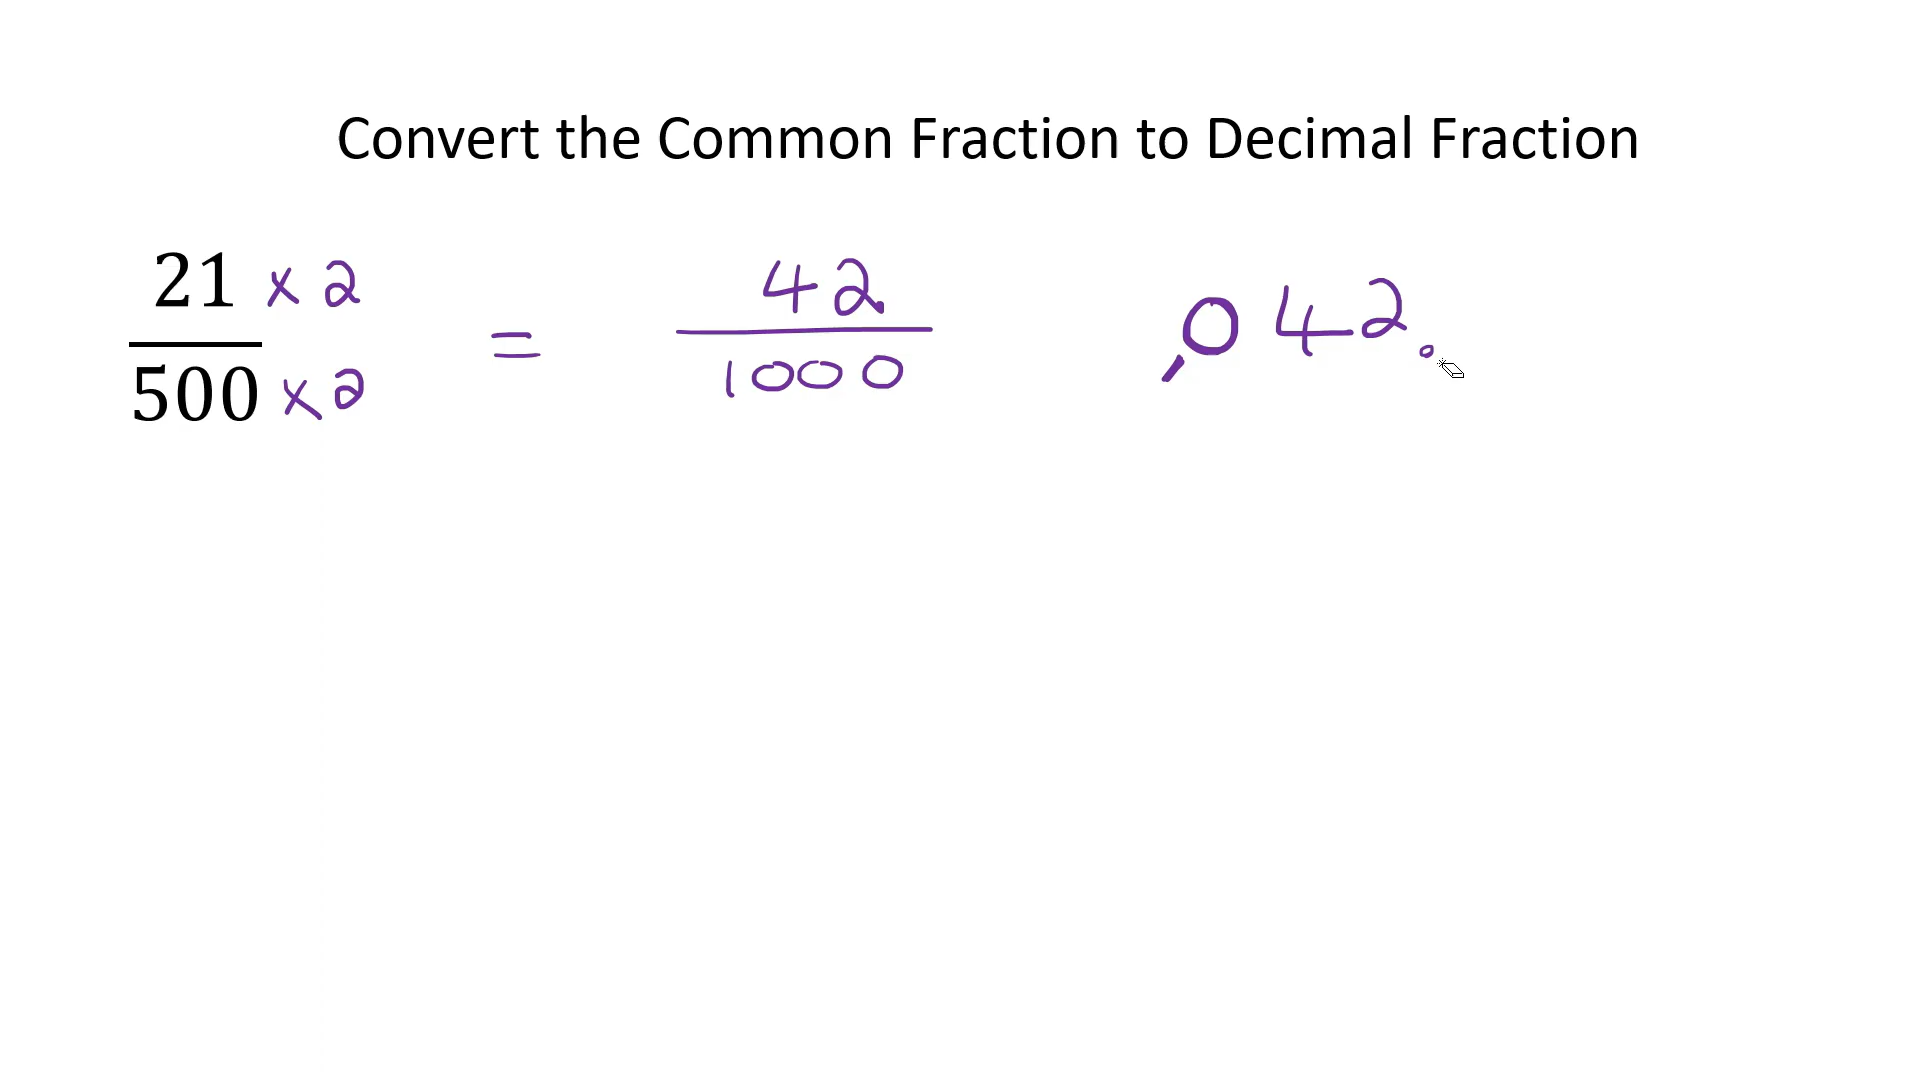 Convert the Common Fraction to Decimal Fraction
21 x 2
500 x 2
=
42
1000
,042.